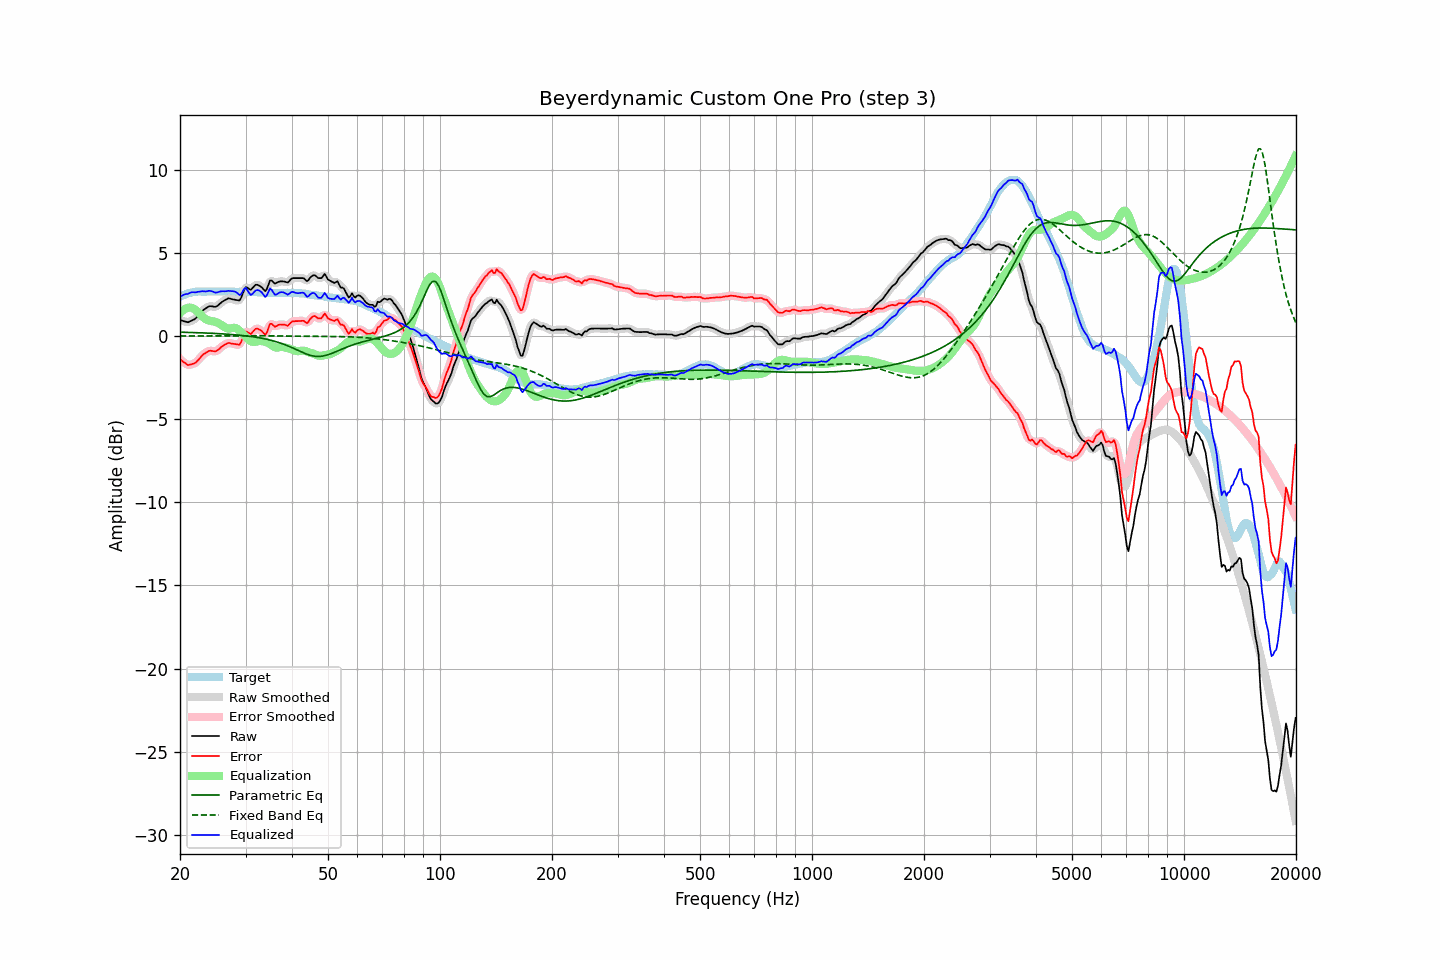 Beyerdynamic Custom One Pro (step 3)
10
5
0
−5
−10
−15
−20
−25
−30
Amplitude (dBr)
Target
Raw Smoothed
Error Smoothed
Raw
Error
Equalization
Parametric Eq
Fixed Band Eq
Equalized
20
50
100
200
500
1000
2000
5000
10000
20000
Frequency (Hz)